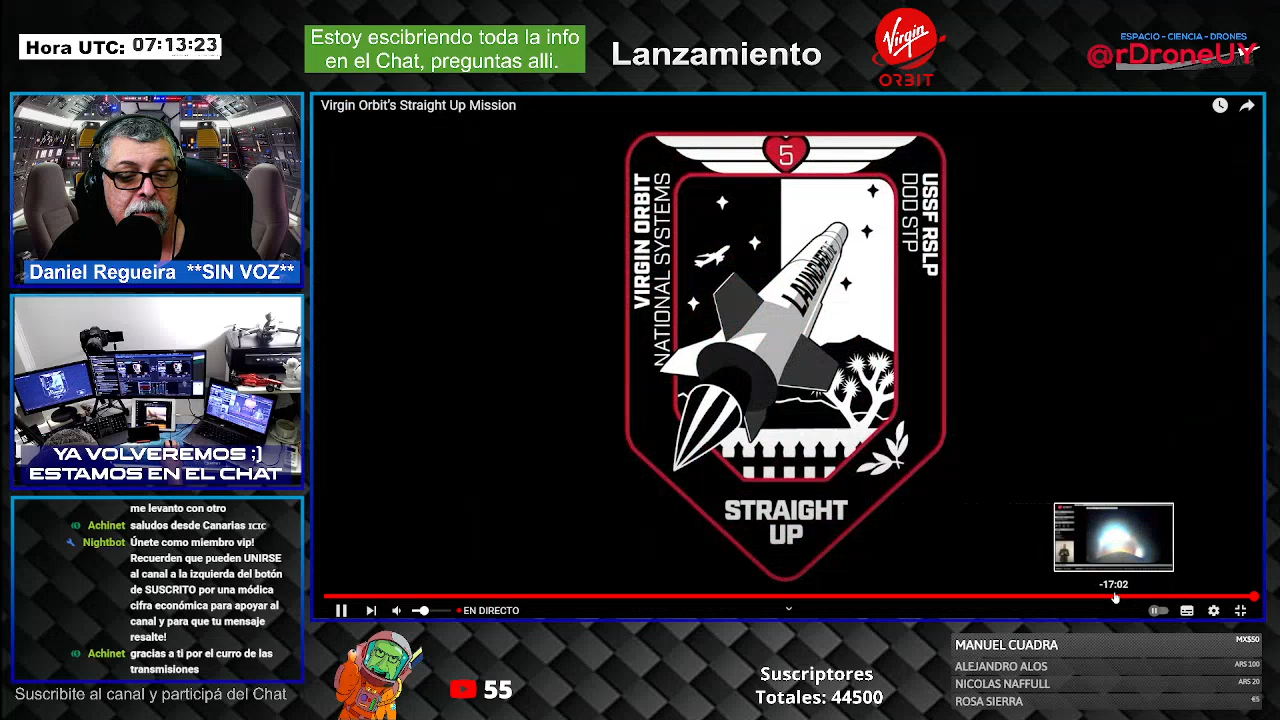 Hora UTC: 07:13:23
Estoy escibriendo toda la info
en el Chat, preguntas alli.
Lanzamiento
Virgin
ORBIT
ESPACIO - CIENCIA - DRONES
@rDroneUY
Virgin Orbit's Straight Up Mission
5
VIRGIN ORBIT
NATIONAL SYSTEMS
USSF RSLP
DOD STP
STRAIGHT
UP
-17:02
EN DIRECTO
Daniel Regueira **SIN VOZ**
YA VOLVEREMOS ;)
ESTAMOS EN EL CHAT
me levanto con otro
Achinet saludos desde Canarias ICIC
Nightbot Únete como miembro vip!
Recuerden que pueden UNIRSE
al canal a la izquierda del botón
de SUSCRITO por una módica
cifra económica para apoyar al
canal y para que tu mensaje
resalte!
Achinet gracias a ti por el curro de las
transmisiones
Suscribite al canal y participá del Chat
55
Suscriptores
Totales: 44500
MANUEL CUADRA MX$50
ALEJANDRO ALOS ARS 100
NICOLAS NAFFULL ARS 20
ROSA SIERRA €5